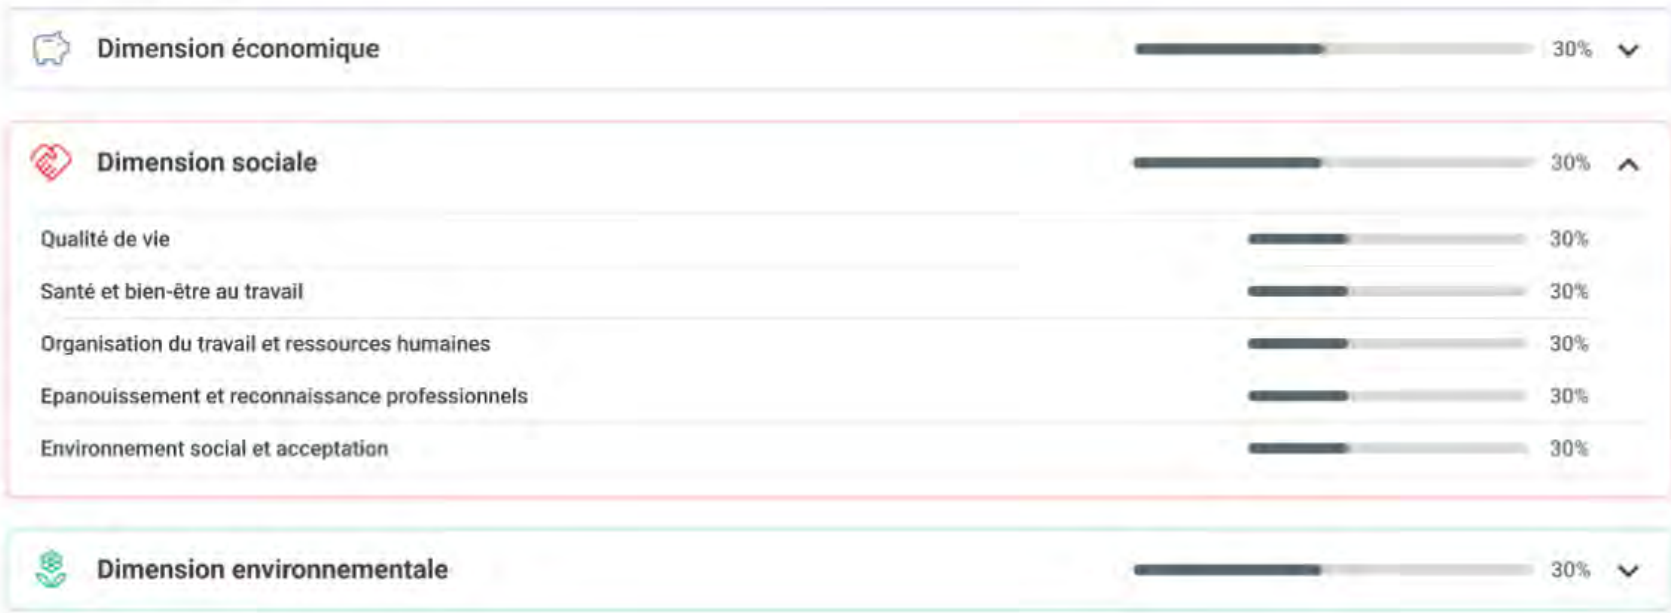 Dimension économique 30%
Dimension sociale 30%
Qualité de vie 30%
Santé et bien-être au travail 30%
Organisation du travail et ressources humaines 30%
Epanouissement et reconnaissance professionnels 30%
Environnement social et acceptation 30%
Dimension environnementale 30%